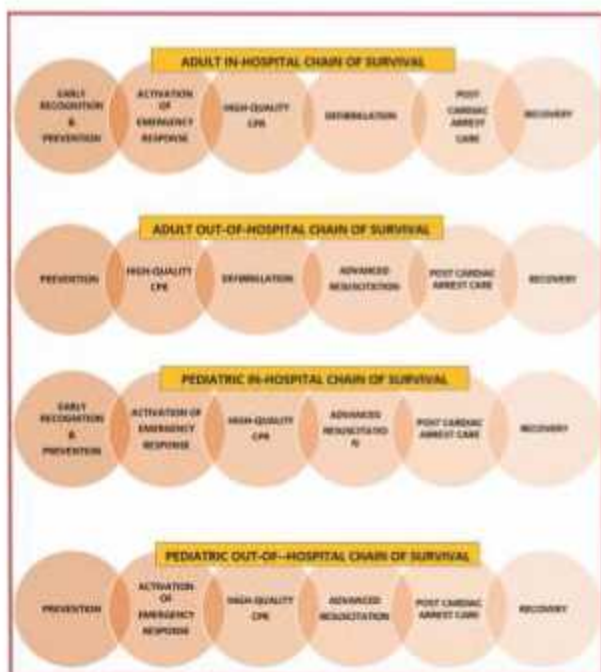 ADULT IN-HOSPITAL CHAIN OF SURVIVAL
EARLY
RECOGNITION
&
PREVENTION
ACTIVATION
OF
EMERGENCY
RESPONSE
HIGH-QUALITY
CPR
DEFIBRILLATION
POST
CARDIAC
ARREST
CARE
RECOVERY
ADULT OUT-OF-HOSPITAL CHAIN OF SURVIVAL
PREVENTION
HIGH-QUALITY
CPR
DEFIBRILLATION
ADVANCED
RESUSCITATION
POST CARDIAC
ARREST CARE
RECOVERY
PEDIATRIC IN-HOSPITAL CHAIN OF SURVIVAL
EARLY
RECOGNITION
&
PREVENTION
ACTIVATION OF
EMERGENCY
RESPONSE
HIGH-QUALITY
CPR
ADVANCED
RESUSCITATIO
N
POST CARDIAC
ARREST CARE
RECOVERY
PEDIATRIC OUT-OF--HOSPITAL CHAIN OF SURVIVAL
PREVENTION
ACTIVATION
OF
EMERGENCY
RESPONSE
HIGH-QUALITY
CPR
ADVANCED
RESUSCITATION
POST CARDIAC
ARREST CARE
RECOVERY